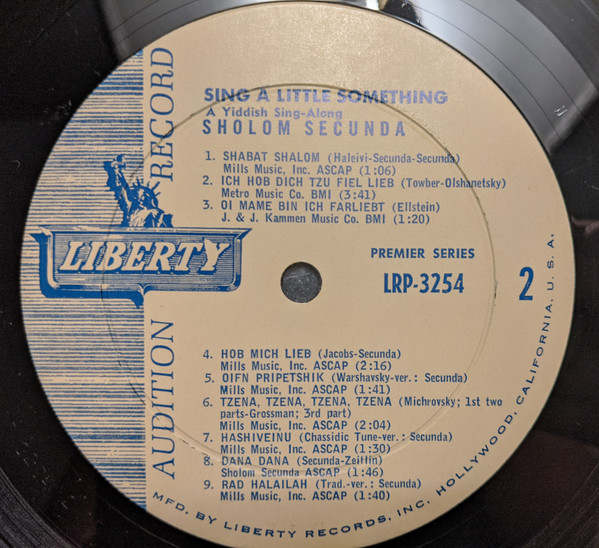 SING A LITTLE SOMETHING
A Yiddish Sing-Along
SHOLOM SECUNDA
1. SHABAT SHALOM (Haleivi-Secunda-Secunda)
Mills Music, Inc. ASCAP (1:06)
2. ICH HOB DICH TZU FIEL LIEB (Towber-Olshanetsky)
Metro Music Co. BMI (3:41)
3. OI MAME BIN ICH FARLIEBT (Ellstein)
J. & J. Kammen Music Co. BMI (1:20)
LIBERTY
PREMIER SERIES
LRP-3254
2
4. HOB MICH LIEB (Jacobs-Secunda)
Mills Music, Inc. ASCAP (2:16)
5. OIFN PRIPETSHIK (Warshavsky-ver.: Secunda)
Mills Music, Inc. ASCAP (1:41)
6. TZENA, TZENA, TZENA, TZENA (Michrovsky; 1st two
parts-Grossman; 3rd part)
Mills Music, Inc. ASCAP (2:04)
7. HASHIVEINU (Chassidic Tune-ver.: Secunda)
Mills Music, Inc. ASCAP (1:30)
8. DANA DANA (Secunda-Zeitlin)
Sholom Secunda ASCAP (1:46)
9. RAD HALAILAH (Trad.-ver.: Secunda)
Mills Music, Inc. ASCAP (1:40)
AUDITION RECORD
MFD. BY LIBERTY RECORDS, INC. HOLLYWOOD, CALIFORNIA, U. S. A.